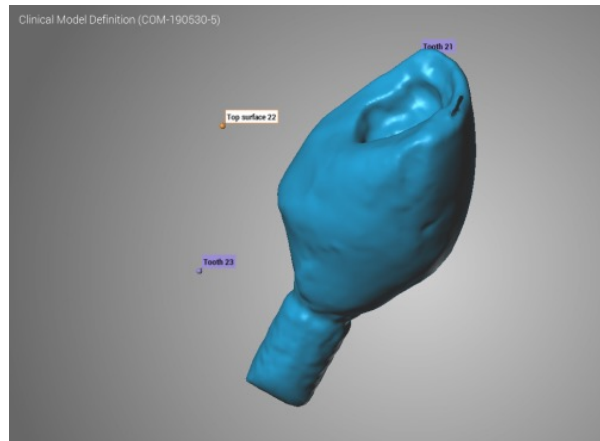 Clinical Model Definition (COM-190530-5)
Tooth 21
Top surface 22
Tooth 23